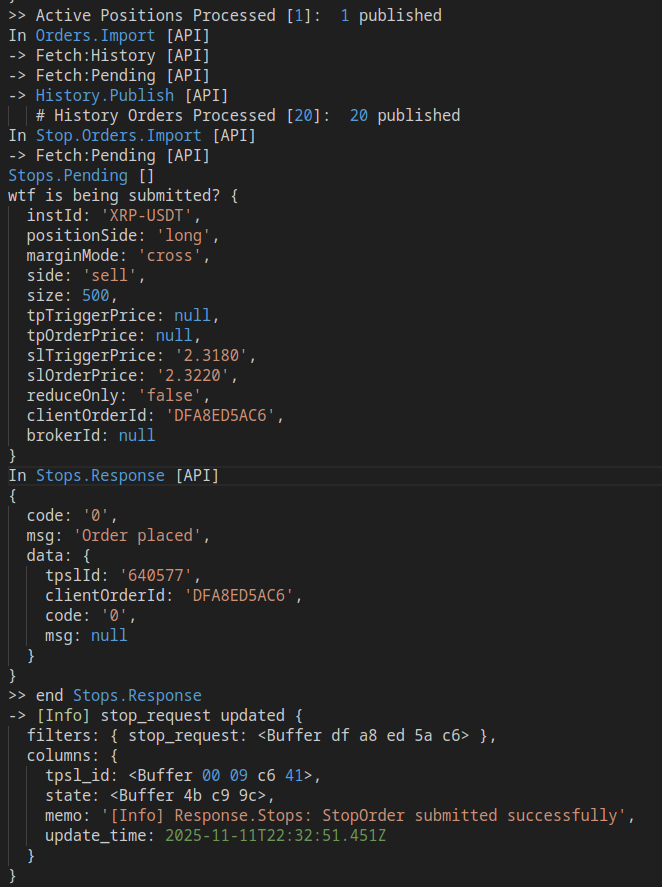 >> Active Positions Processed [1]:  1 published
In Orders.Import [API]
-> Fetch:History [API]
-> Fetch:Pending [API]
-> History.Publish [API]
   # History Orders Processed [20]:  20 published
In Stop.Orders.Import [API]
-> Fetch:Pending [API]
Stops.Pending []
wtf is being submitted? {
  instId: 'XRP-USDT',
  positionSide: 'long',
  marginMode: 'cross',
  side: 'sell',
  size: 500,
  tpTriggerPrice: null,
  tpOrderPrice: null,
  slTriggerPrice: '2.3180',
  slOrderPrice: '2.3220',
  reduceOnly: 'false',
  clientOrderId: 'DFA8ED5AC6',
  brokerId: null
}
In Stops.Response [API]
{
  code: '0',
  msg: 'Order placed',
  data: {
    tpslId: '640577',
    clientOrderId: 'DFA8ED5AC6',
    code: '0',
    msg: null
  }
}
>> end Stops.Response
-> [Info] stop_request updated {
  filters: { stop_request: <Buffer df a8 ed 5a c6> },
  columns: {
    tpsl_id: <Buffer 00 09 c6 41>,
    state: <Buffer 4b c9 9c>,
    memo: '[Info] Response.Stops: StopOrder submitted successfully',
    update_time: 2025-11-11T22:32:51.451Z
  }
}